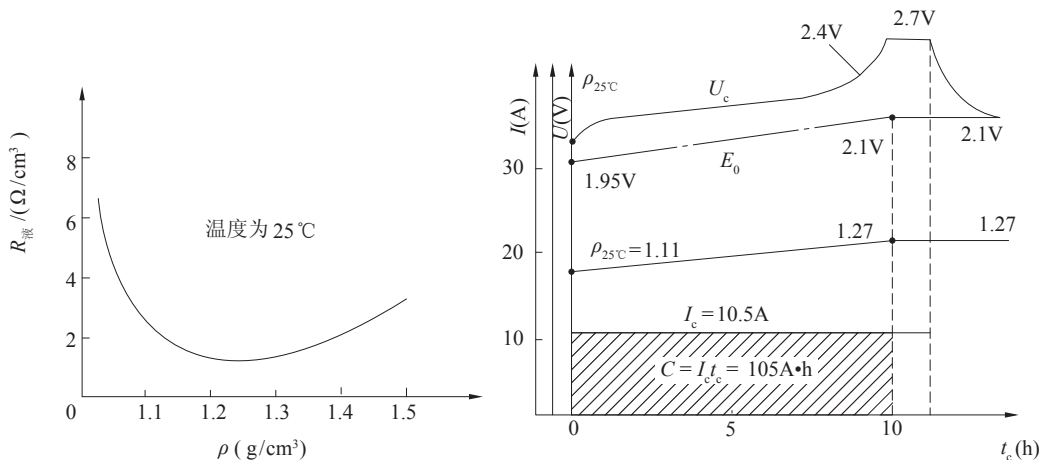 R液 /(Ω/cm³)
8
6
4
2
0
温度为 25℃
1.1
1.2
1.3
1.4
1.5
ρ ( g/cm³)
I(A)
U(V)
ρ25℃
2.4V
2.7V
Uc
30
1.95V
E₀
2.1V
2.1V
20
ρ25℃=1.11
1.27
1.27
10
Ic=10.5A
C = Ictc = 105A•h
0
5
10
tc(h)